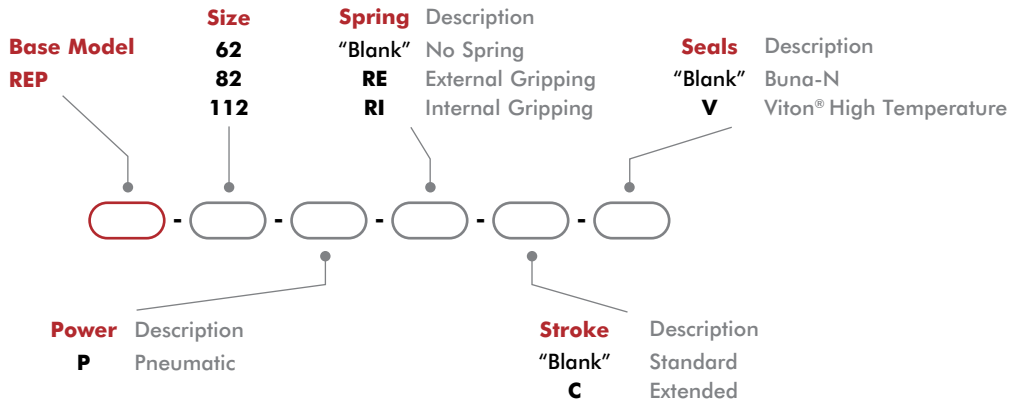 Size
62
82
112
Spring Description
“Blank” No Spring
RE External Gripping
RI Internal Gripping
Base Model
REP
Seals Description
“Blank” Buna-N
V Viton® High Temperature
- - - - -
Power Description
P Pneumatic
Stroke Description
“Blank” Standard
C Extended